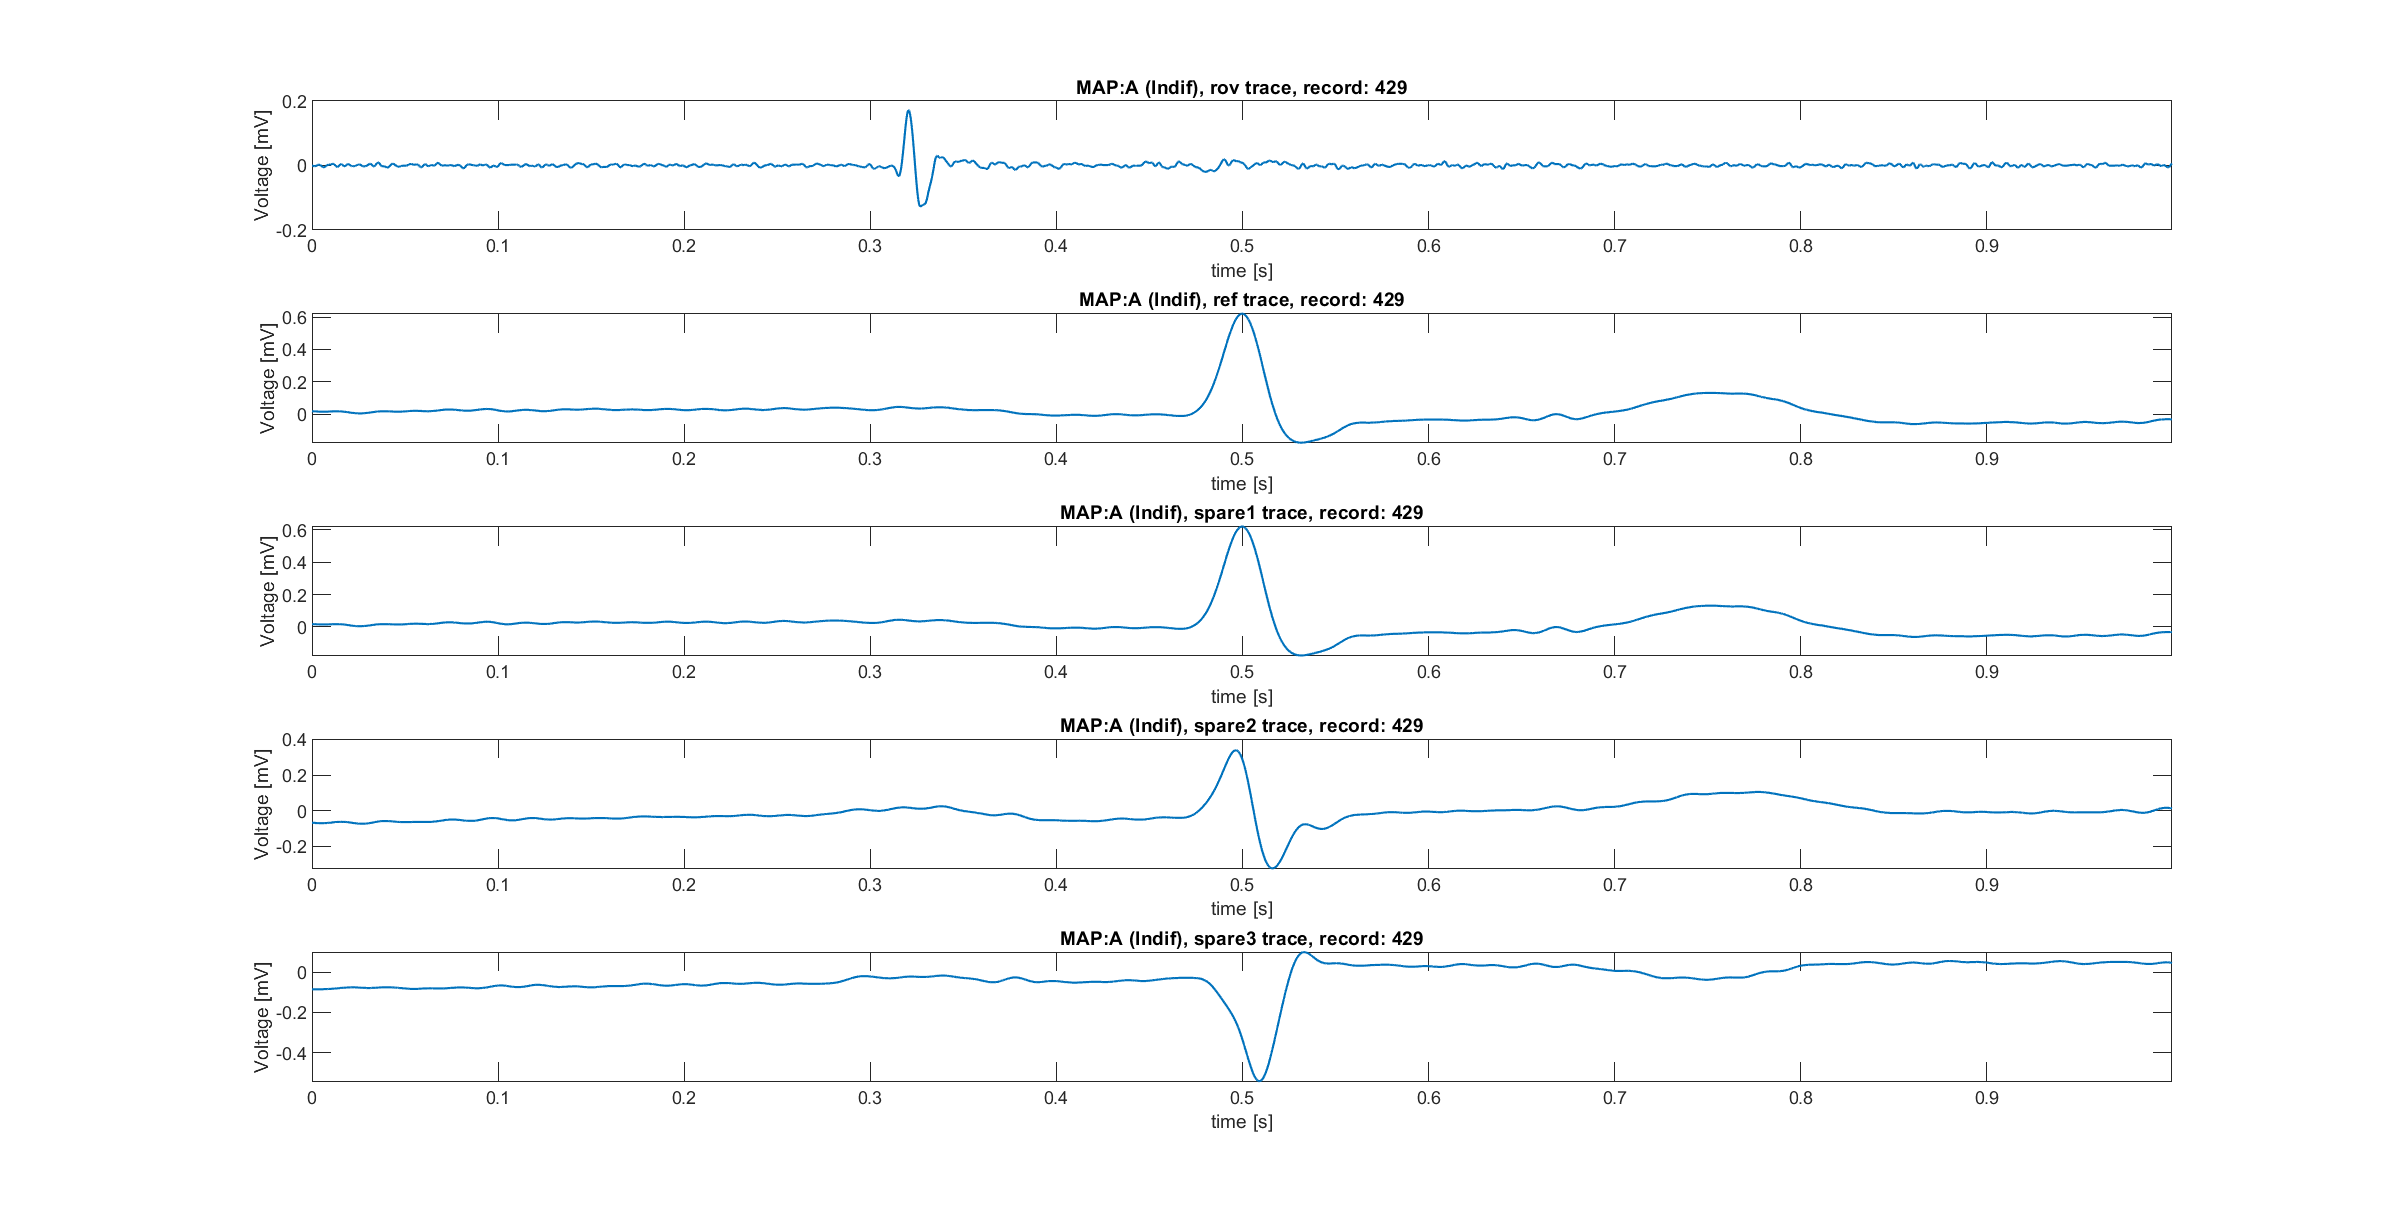 MAP:A (Indif), rov trace, record: 429
Voltage [mV]
0.2
0
-0.2
0 0.1 0.2 0.3 0.4 0.5 0.6 0.7 0.8 0.9
time [s]
MAP:A (Indif), ref trace, record: 429
Voltage [mV]
0.6
0.4
0.2
0
0 0.1 0.2 0.3 0.4 0.5 0.6 0.7 0.8 0.9
time [s]
MAP:A (Indif), spare1 trace, record: 429
Voltage [mV]
0.6
0.4
0.2
0
0 0.1 0.2 0.3 0.4 0.5 0.6 0.7 0.8 0.9
time [s]
MAP:A (Indif), spare2 trace, record: 429
Voltage [mV]
0.4
0.2
0
-0.2
0 0.1 0.2 0.3 0.4 0.5 0.6 0.7 0.8 0.9
time [s]
MAP:A (Indif), spare3 trace, record: 429
Voltage [mV]
0
-0.2
-0.4
0 0.1 0.2 0.3 0.4 0.5 0.6 0.7 0.8 0.9
time [s]